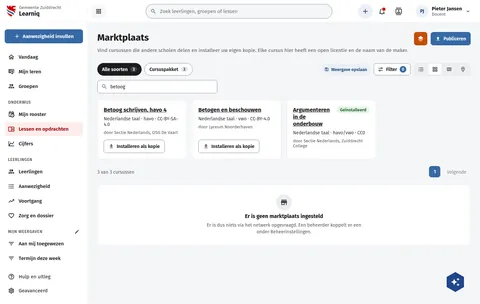 Gemeente Zuiddrecht
Learniq
Zoek leerlingen, groepen of lessen
PJ
Pieter Jansen
Docent
Aanwezigheid invullen
Vandaag
Mijn leren
Groepen
ONDERWIJS
Mijn rooster
Lessen en opdrachten
Cijfers
LEERLINGEN
Leerlingen
Aanwezigheid
Voortgang
Zorg en dossier
MIJN WEERGAVEN
Aan mij toegewezen
Termijn deze week
Hulp en uitleg
Geavanceerd
Marktplaats
Vind cursussen die andere scholen delen en installeer uw eigen kopie. Elke cursus hier heeft een open licentie en de naam van de maker.
Publiceren
Alle soorten 3
Cursuspakket 3
Weergave opslaan
Filter
betoog
Betoog schrijven, havo 4
Nederlandse taal · havo · CC-BY-SA-4.0
door Sectie Nederlands, OSG De Vaart
Installeren als kopie
Betogen en beschouwen
Nederlandse taal · vwo · CC-BY-4.0
door Lyceum Noorderhaven
Installeren als kopie
Argumenteren in de onderbouw
Geïnstalleerd
Nederlandse taal · havo/vwo · CC0
door Sectie Nederlands, Zuiddrecht College
3 van 3 cursussen
1
Volgende
Er is geen marktplaats ingesteld
Er is dus niets via het netwerk opgevraagd. Een beheerder koppelt er een onder Beheerinstellingen.